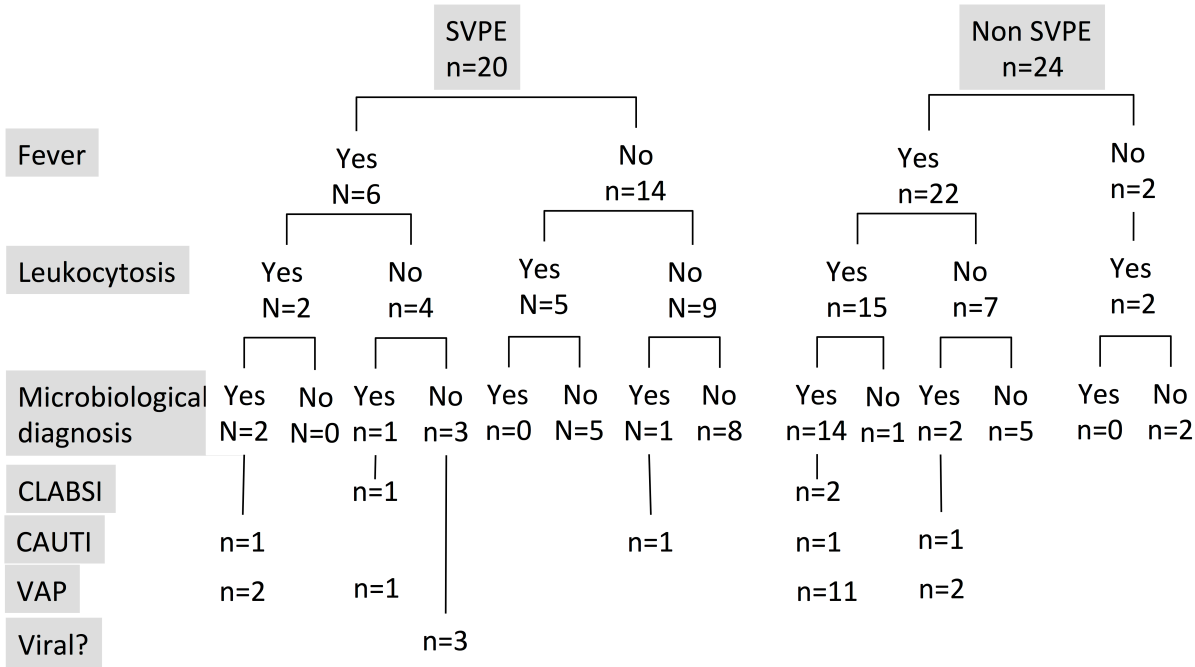 SVPE
n=20
Non SVPE
n=24
Fever
Yes
N=6
No
n=14
Yes
n=22
No
n=2
Leukocytosis
Yes
N=2
No
n=4
Yes
N=5
No
N=9
Yes
n=15
No
n=7
Yes
n=2
Microbiological
diagnosis
Yes
N=2
No
N=0
Yes
n=1
No
n=3
Yes
n=0
No
N=5
Yes
N=1
No
n=8
Yes
n=14
No
n=1
Yes
n=2
No
n=5
Yes
n=0
No
n=2
CLABSI
n=1
n=2
CAUTI
n=1
n=1
n=1
n=1
VAP
n=2
n=1
n=11
n=2
Viral?
n=3